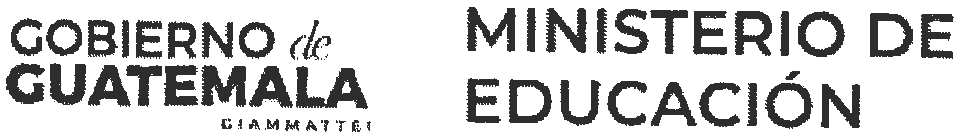 GOBIERNO de
GUATEMALA
GIAMMATTEI
MINISTERIO DE
EDUCACIÓN